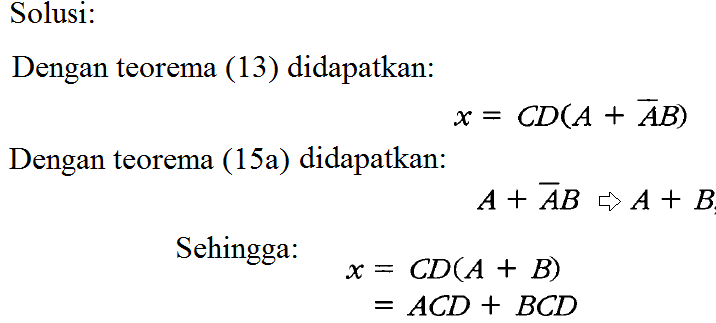 Solusi:
Dengan teorema (13) didapatkan:
x = CD(A + A̅B)
Dengan teorema (15a) didapatkan:
A + A̅B ⇨ A + B,
Sehingga:
x = CD(A + B)
= ACD + BCD